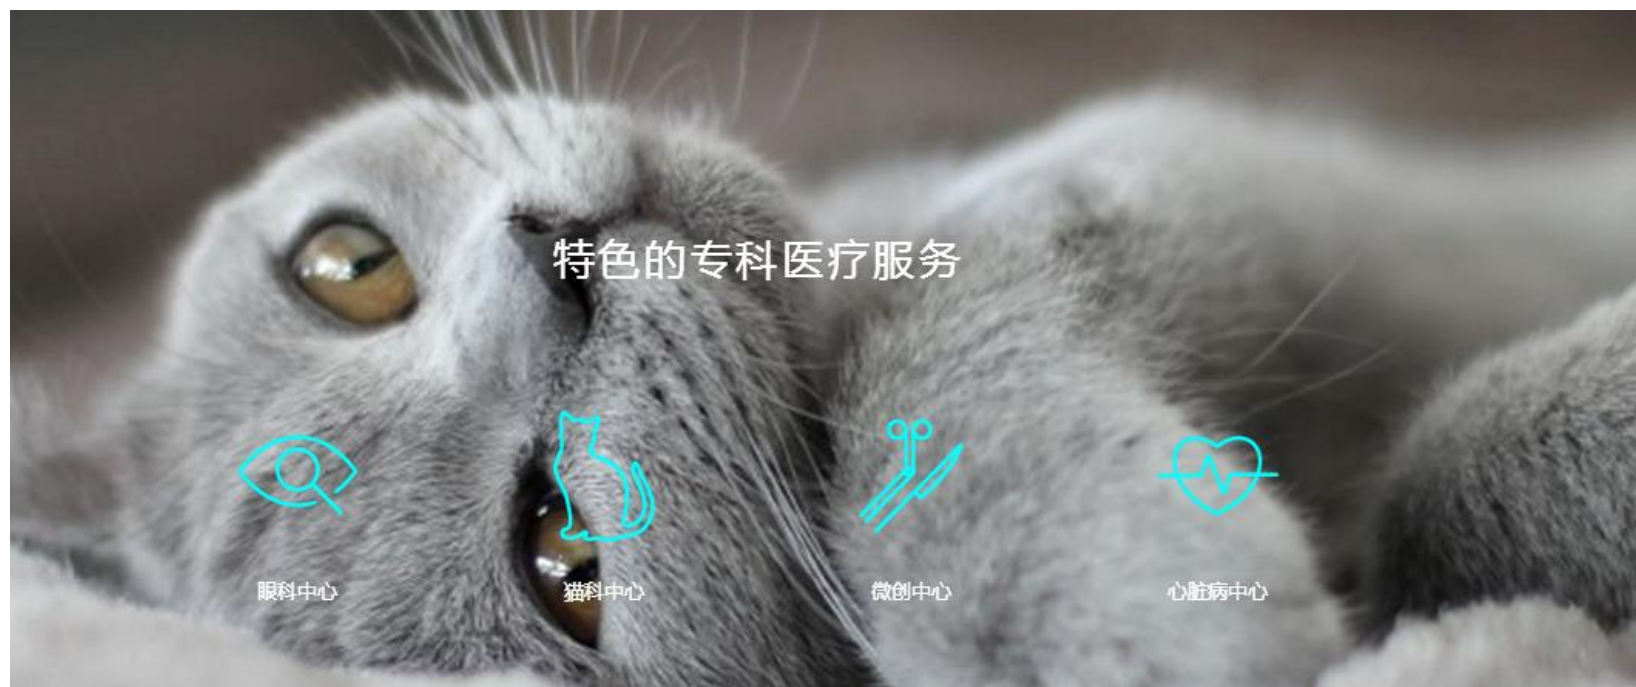 特色的专科医疗服务
眼科中心
猫科中心
微创中心
心脏病中心